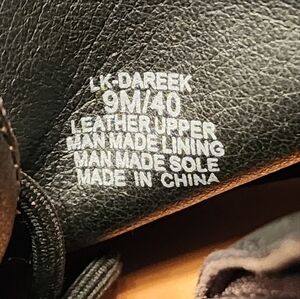 LK-DAREEK
9M/40
LEATHER UPPER
MAN MADE LINING
MAN MADE SOLE
MADE IN CHINA